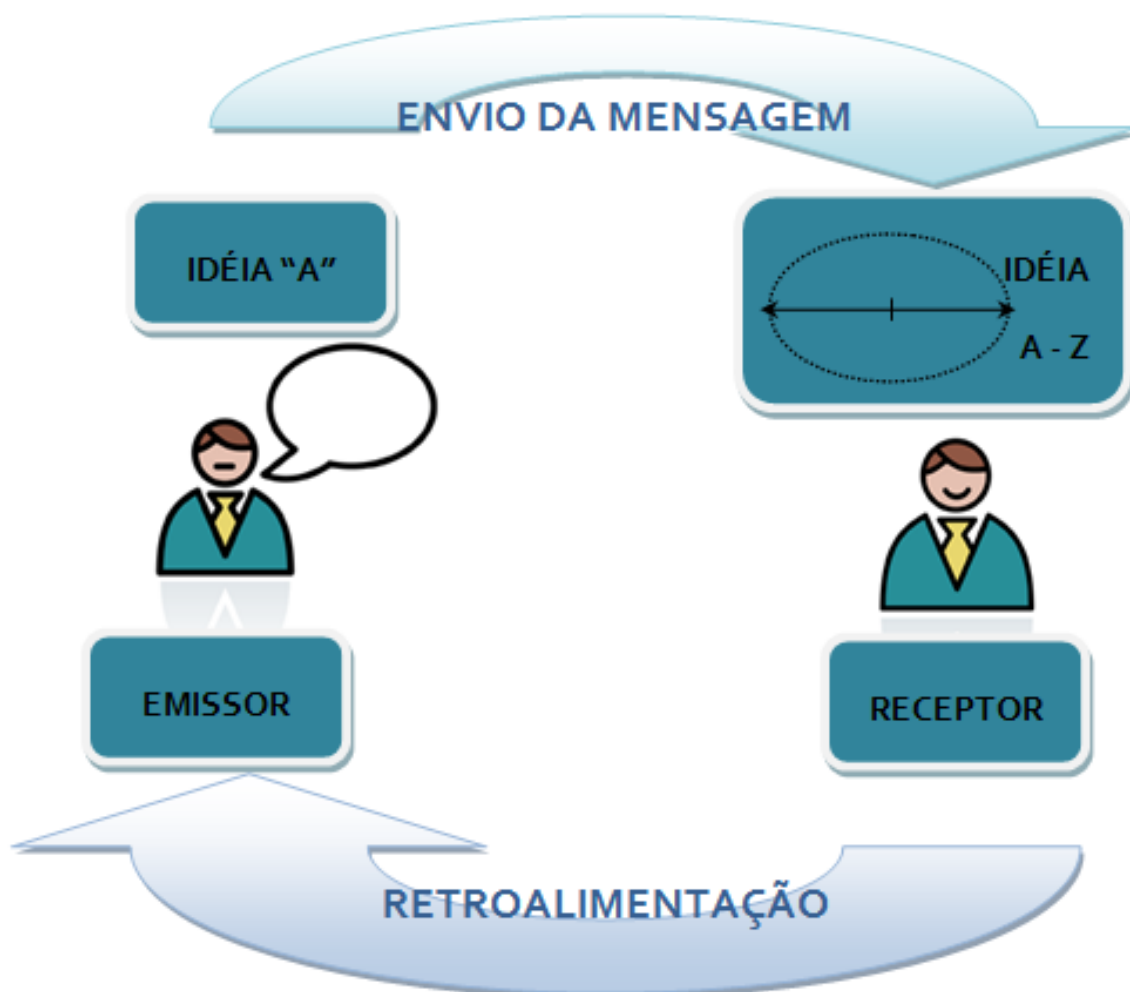 ENVIO DA MENSAGEM
IDÉIA “A”
IDÉIA
A - Z
EMISSOR
RECEPTOR
RETROALIMENTAÇÃO